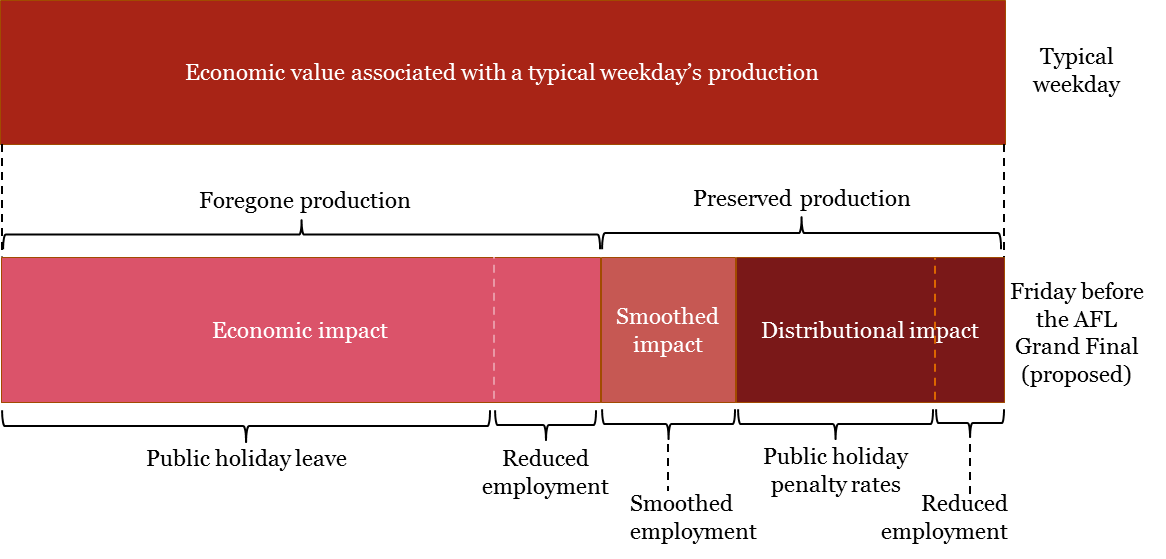 Economic value associated with a typical weekday's production
Typical
weekday
Foregone production
Preserved production
Economic impact
Smoothed
impact
Distributional impact
Friday before
the AFL
Grand Final
(proposed)
Public holiday leave
Reduced
employment
Smoothed
employment
Public holiday
penalty rates
Reduced
employment